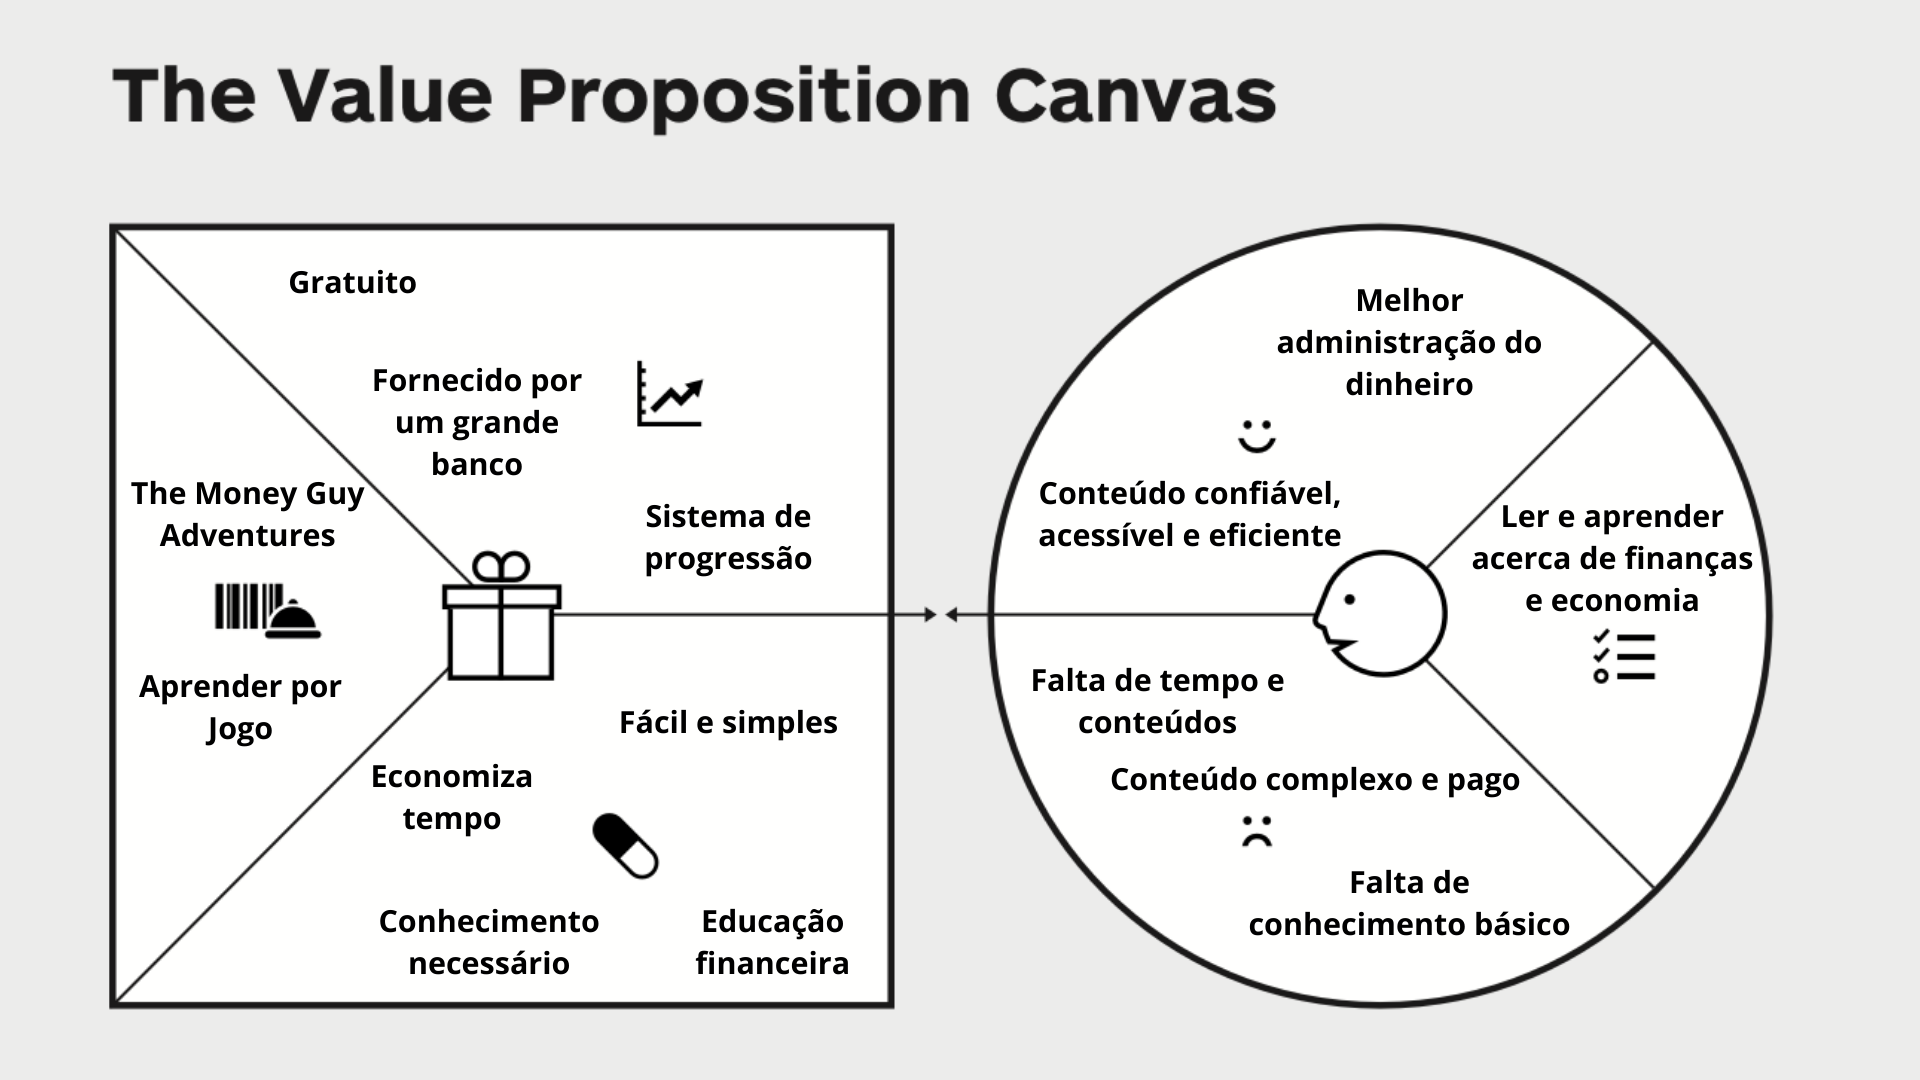 The Value Proposition Canvas
Gratuito
Fornecido por
um grande
banco
Sistema de
progressão
The Money Guy
Adventures
Aprender por
Jogo
Fácil e simples
Economiza
tempo
Conhecimento
necessário
Educação
financeira
Melhor
administração do
dinheiro
Conteúdo confiável,
acessível e eficiente
Ler e aprender
acerca de finanças
e economia
Falta de tempo e
conteúdos
Conteúdo complexo e pago
Falta de
conhecimento básico